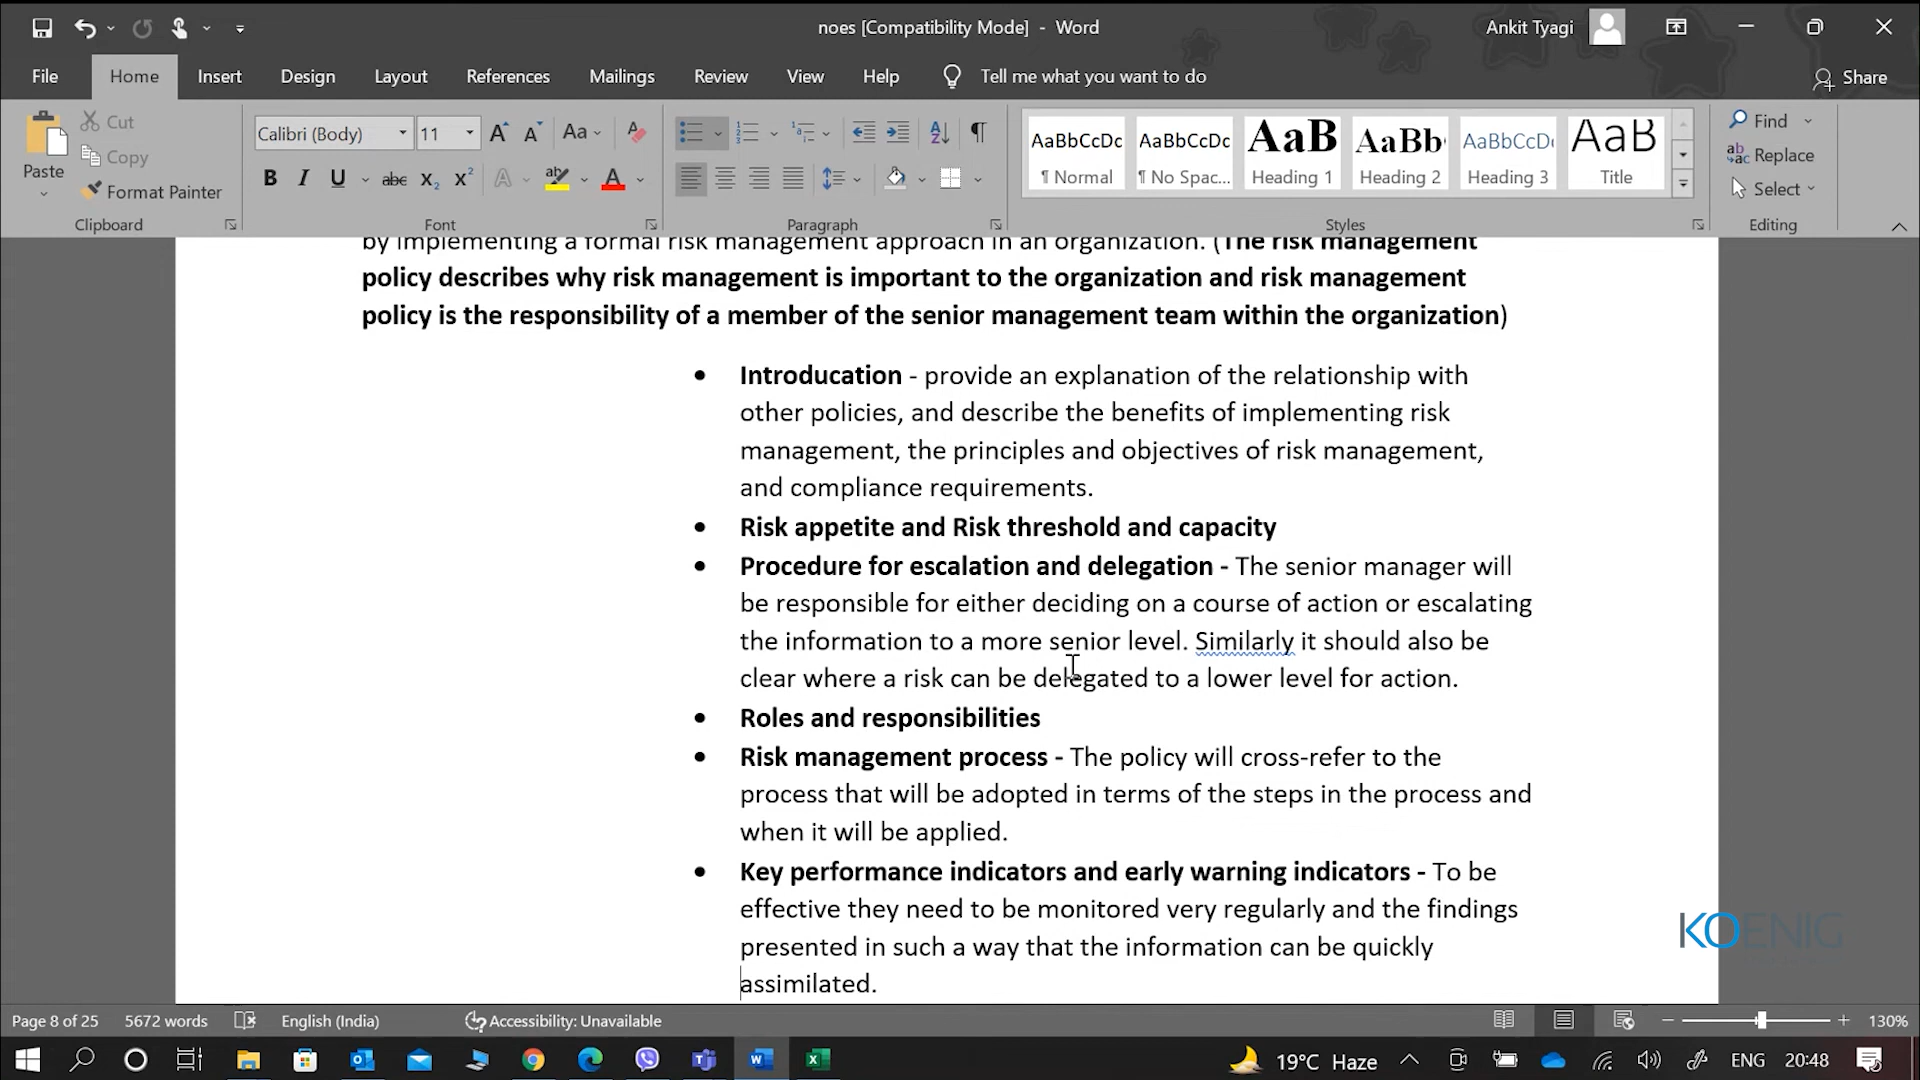 noes [Compatibility Mode] - Word
Ankit Tyagi
File Home Insert Design Layout References Mailings Review View Help Tell me what you want to do Share
Paste
Cut
Copy
Format Painter
Clipboard
Calibri (Body) 11
Font
Paragraph
AaBbCcDc AaBbCcDc AaB AaBb AaBbCcD AaB
¶ Normal ¶ No Spac... Heading 1 Heading 2 Heading 3 Title
Styles
Find
Replace
Select
Editing
by implementing a formal risk management approach in an organization. (The risk management
policy describes why risk management is important to the organization and risk management
policy is the responsibility of a member of the senior management team within the organization)
• Introducation - provide an explanation of the relationship with
other policies, and describe the benefits of implementing risk
management, the principles and objectives of risk management,
and compliance requirements.
• Risk appetite and Risk threshold and capacity
• Procedure for escalation and delegation - The senior manager will
be responsible for either deciding on a course of action or escalating
the information to a more senior level. Similarly it should also be
clear where a risk can be delegated to a lower level for action.
• Roles and responsibilities
• Risk management process - The policy will cross-refer to the
process that will be adopted in terms of the steps in the process and
when it will be applied.
• Key performance indicators and early warning indicators - To be
effective they need to be monitored very regularly and the findings
presented in such a way that the information can be quickly
assimilated.
KOENIG
Page 8 of 25 5672 words English (India) Accessibility: Unavailable 130%
19°C Haze ENG 20:48